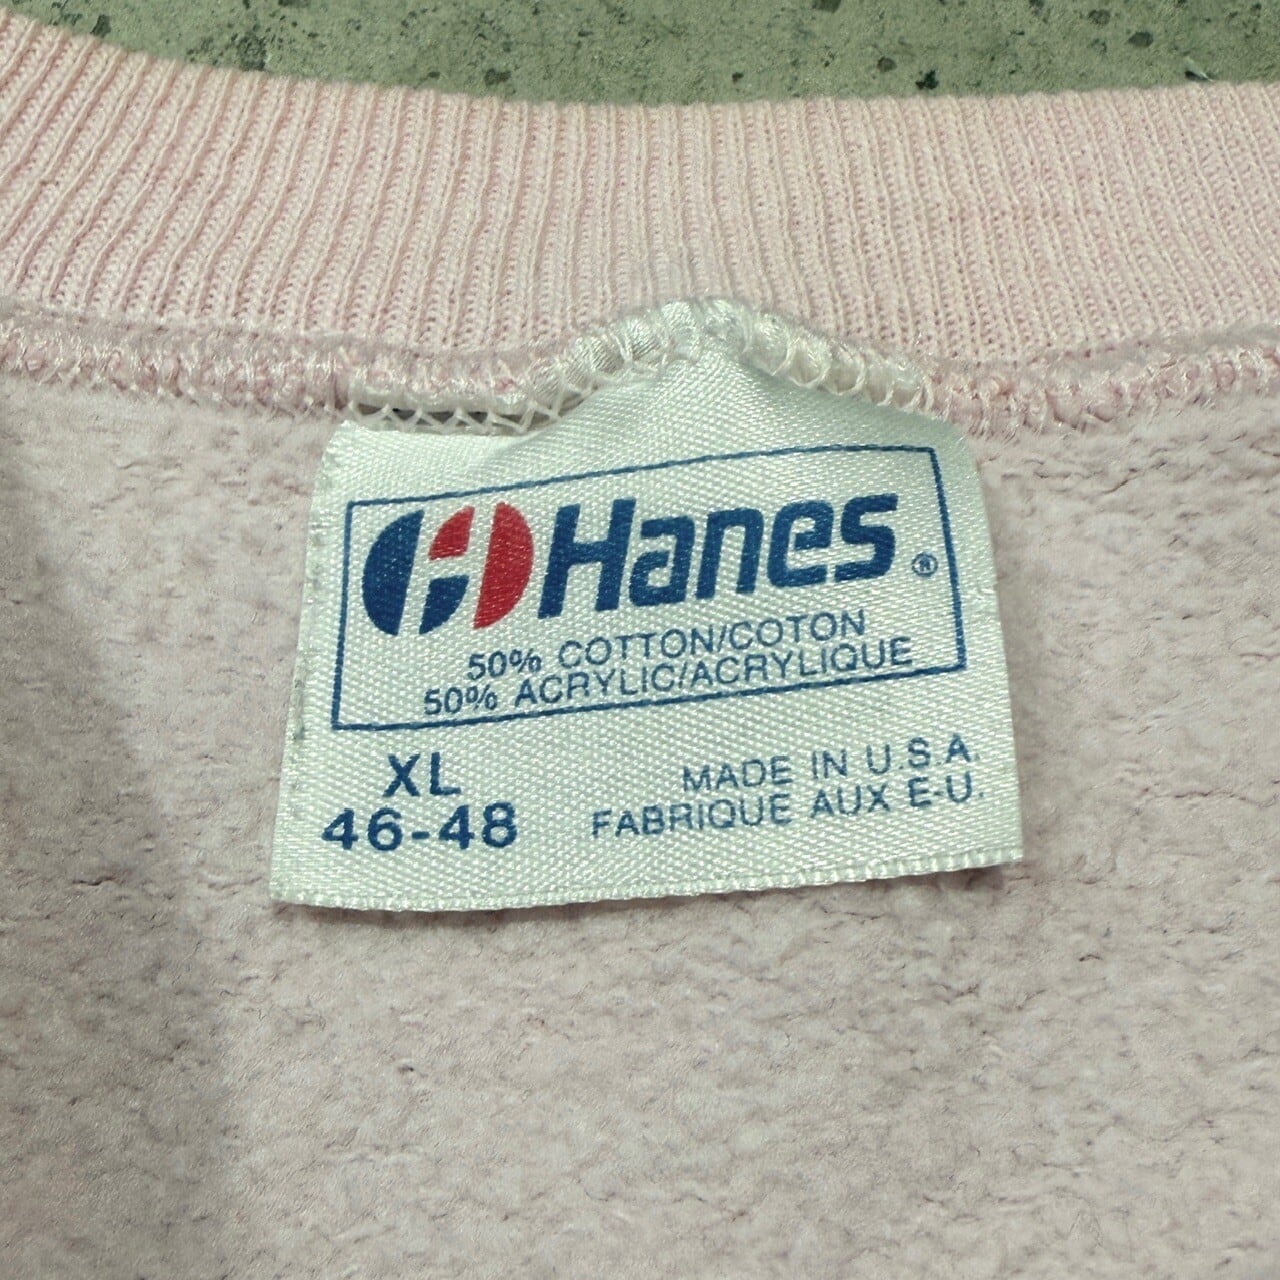 Hanes®
50% COTTON/COTON
50% ACRYLIC/ACRYLIQUE
XL
46-48
MADE IN U.S.A.
FABRIQUE AUX E-U.